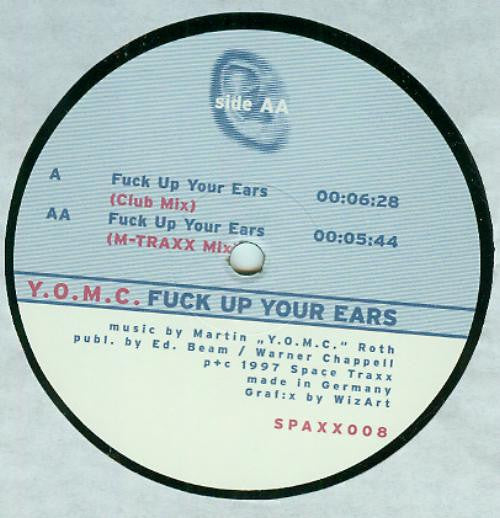 side AA
A Fuck Up Your Ears 00:06:28
(Club Mix)
AA Fuck Up Your Ears 00:05:44
(M-TRAXX Mix)
Y.O.M.C. FUCK UP YOUR EARS
music by Martin „Y.O.M.C.“ Roth
publ. by Ed. Beam / Warner Chappell
p+c 1997 Space Traxx
made in Germany
Graf:x by WizArt
SPAXX008